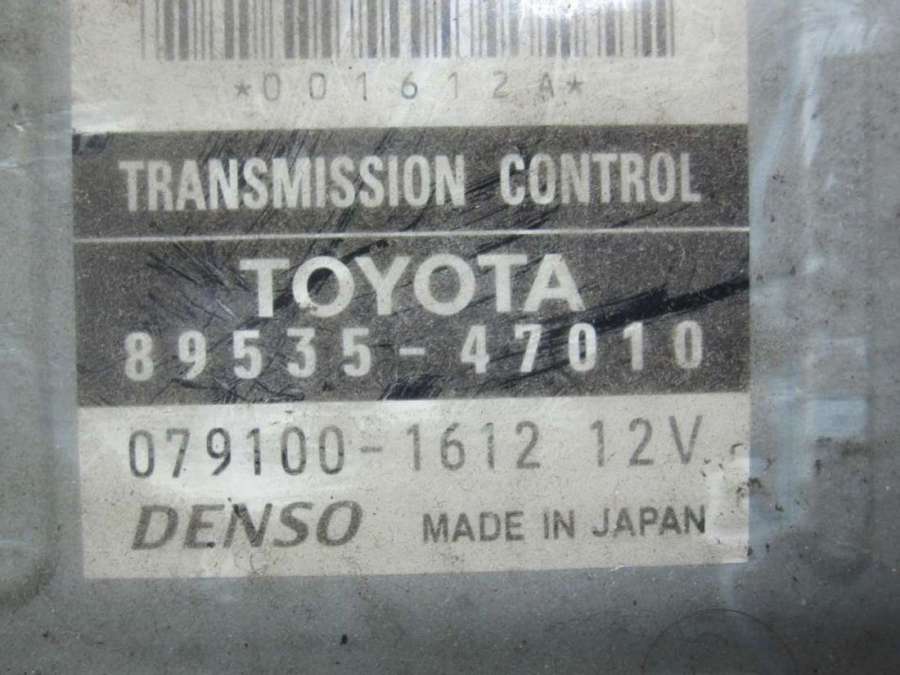 *001612A*
TRANSMISSION CONTROL
TOYOTA
89535-47010
079100-1612 12V
DENSO MADE IN JAPAN